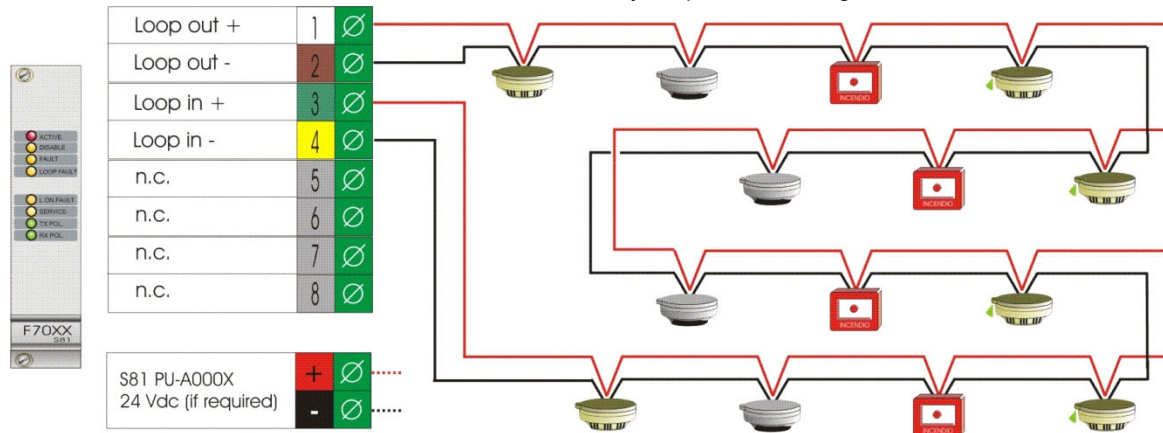 Loop out +
1
Loop out -
2
Loop in +
3
Loop in -
4
n.c.
5
n.c.
6
n.c.
7
n.c.
8
S81 PU-A000X
24 Vdc (if required)
+
-
ACTIVE
DISABLE
FAULT
LOOP FAULT
L.ON FAULT
SERVICE
TX POL.
RX POL.
F70XX
S81
INCENDIO
INCENDIO
INCENDIO
INCENDIO